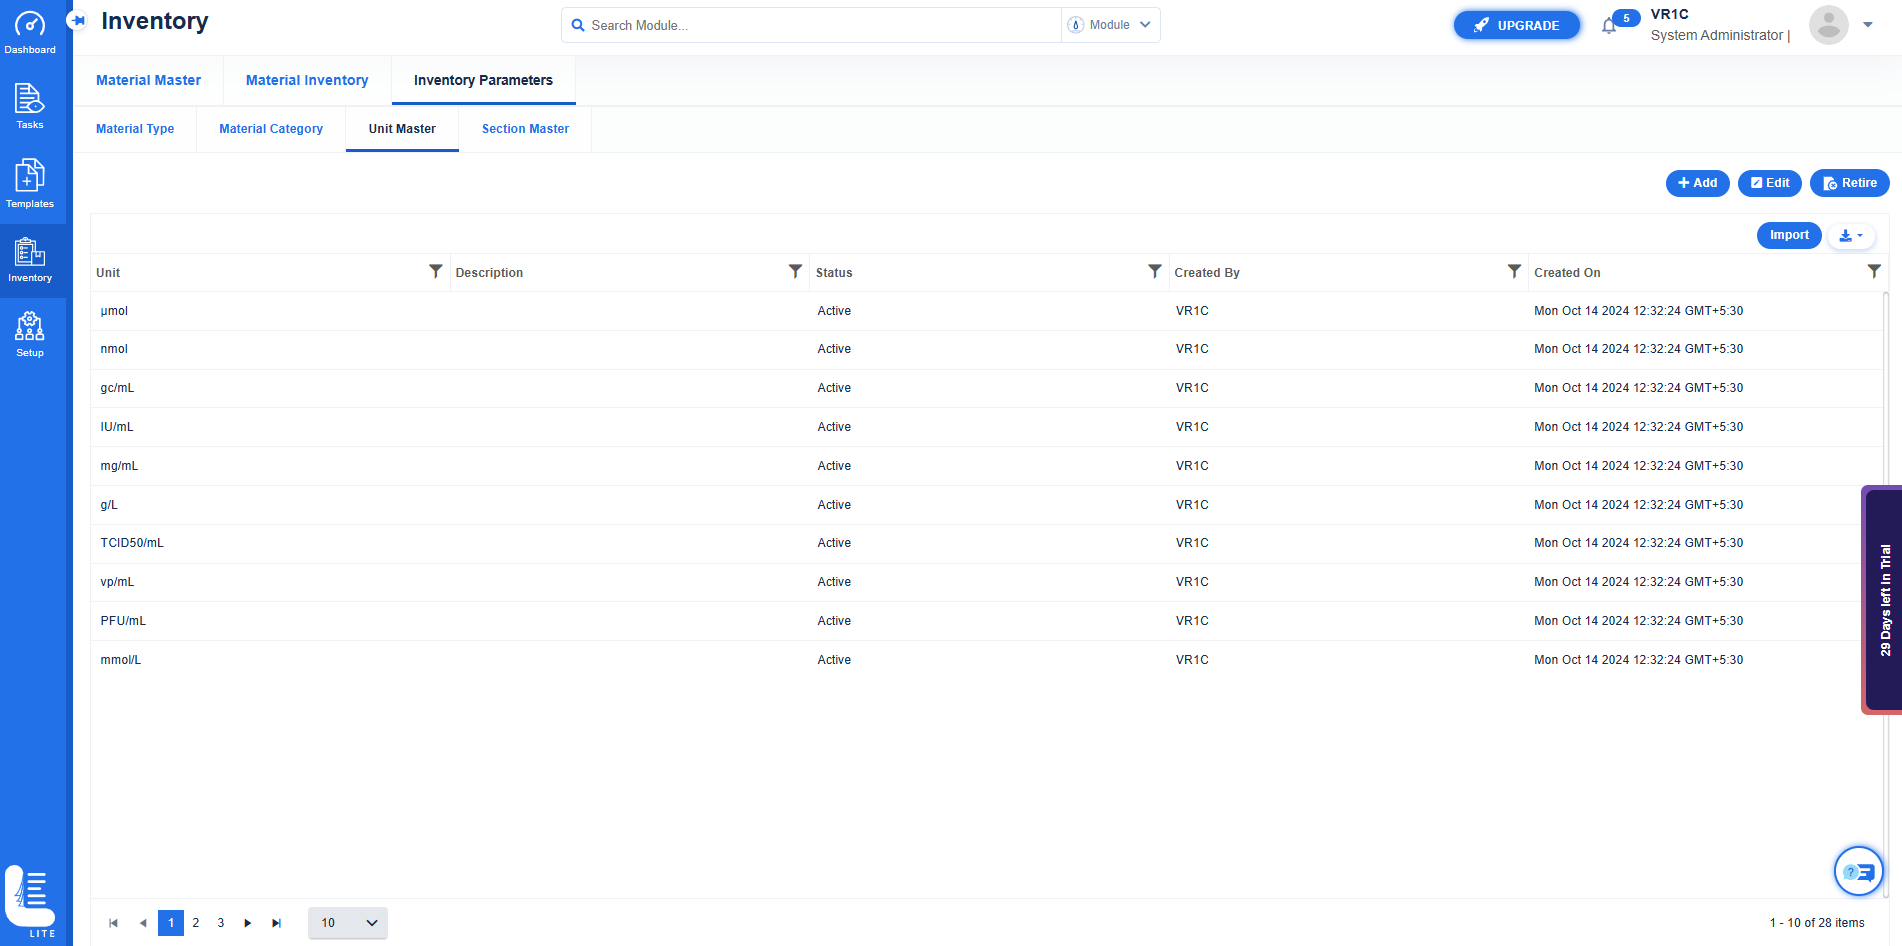 Inventory
Search Module...
Module
UPGRADE
5
VR1C
System Administrator |
Dashboard
Tasks
Templates
Inventory
Setup
LITE
Material Master
Material Inventory
Inventory Parameters
Material Type
Material Category
Unit Master
Section Master
Add
Edit
Retire
Import
Unit Description Status Created By Created On
µmol Active VR1C Mon Oct 14 2024 12:32:24 GMT+5:30
nmol Active VR1C Mon Oct 14 2024 12:32:24 GMT+5:30
gc/mL Active VR1C Mon Oct 14 2024 12:32:24 GMT+5:30
IU/mL Active VR1C Mon Oct 14 2024 12:32:24 GMT+5:30
mg/mL Active VR1C Mon Oct 14 2024 12:32:24 GMT+5:30
g/L Active VR1C Mon Oct 14 2024 12:32:24 GMT+5:30
TCID50/mL Active VR1C Mon Oct 14 2024 12:32:24 GMT+5:30
vp/mL Active VR1C Mon Oct 14 2024 12:32:24 GMT+5:30
PFU/mL Active VR1C Mon Oct 14 2024 12:32:24 GMT+5:30
mmol/L Active VR1C Mon Oct 14 2024 12:32:24 GMT+5:30
29 Days left in Trial
1 2 3
10
1 - 10 of 28 items